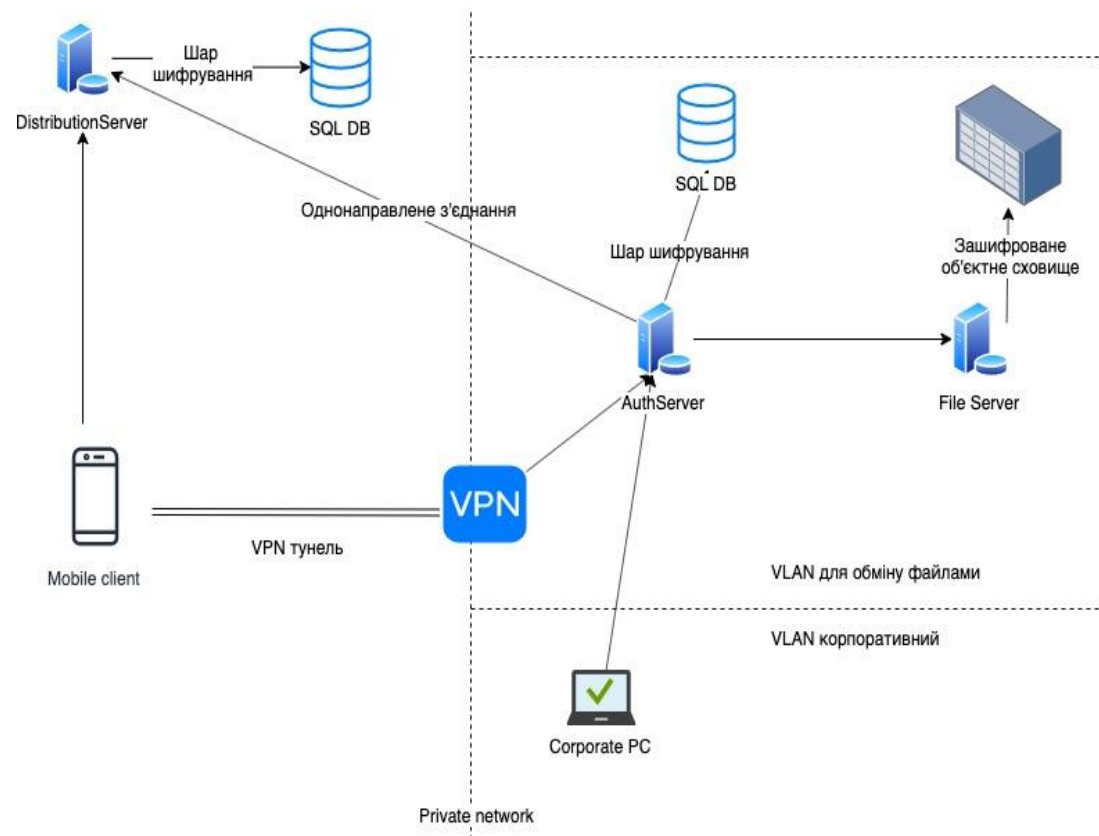 Шар
шифрування
DistributionServer
SQL DB
SQL DB
Однонаправлене з'єднання
Шар шифрування
Зашифроване
об'єктне сховище
AuthServer
File Server
VPN
VPN тунель
Mobile client
VLAN для обміну файлами
VLAN корпоративний
Corporate PC
Private network